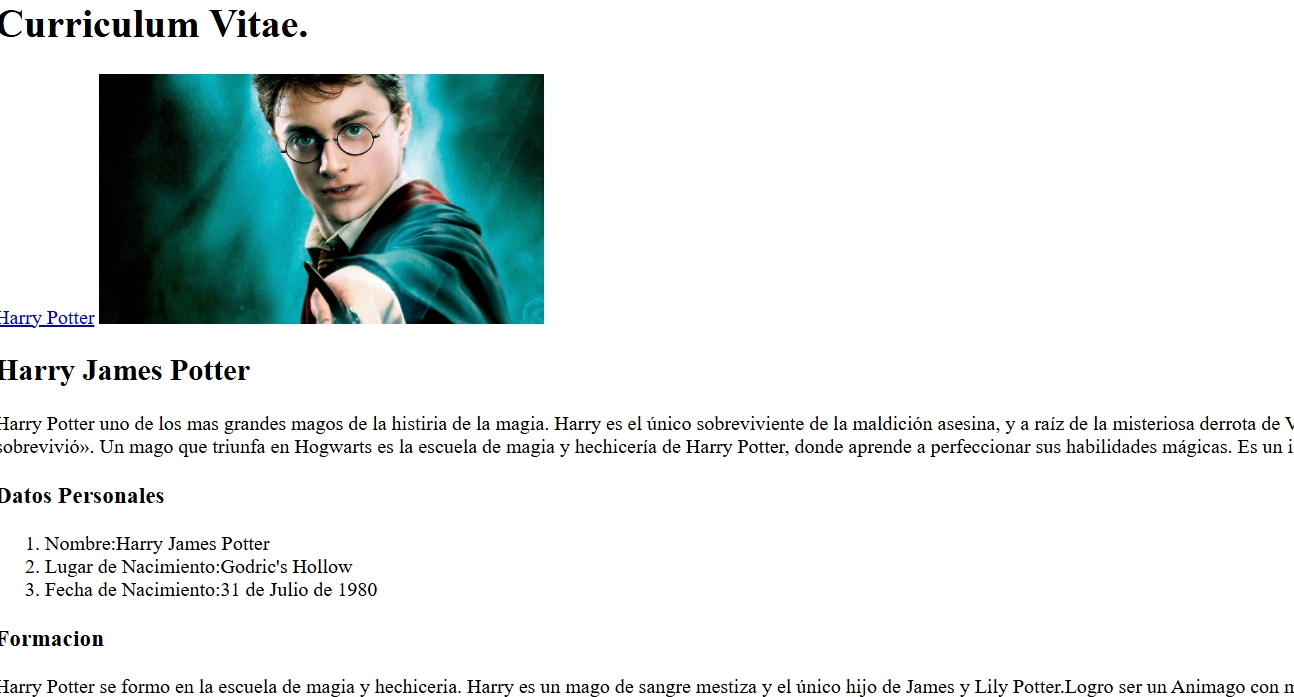 Curriculum Vitae.
Harry Potter
Harry James Potter
Harry Potter uno de los mas grandes magos de la histiria de la magia. Harry es el único sobreviviente de la maldición asesina, y a raíz de la misteriosa derrota de
sobrevivió». Un mago que triunfa en Hogwarts es la escuela de magia y hechicería de Harry Potter, donde aprende a perfeccionar sus habilidades mágicas. Es un
Datos Personales
1. Nombre:Harry James Potter
2. Lugar de Nacimiento:Godric's Hollow
3. Fecha de Nacimiento:31 de Julio de 1980
Formacion
Harry Potter se formo en la escuela de magia y hechiceria. Harry es un mago de sangre mestiza y el único hijo de James y Lily Potter.Logro ser un Animago con